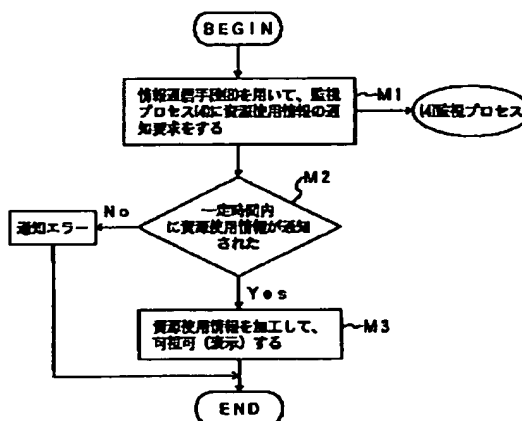 BEGIN
情報通信手段(8)を用いて、監視
プロセス(4)に資源使用情報の通
知要求をする
M1
(4)監視プロセス
M2
一定時間内
に資源使用情報が通知
された
No
通知エラー
Yes
資源使用情報を加工して、
可視可（表示）する
M3
END